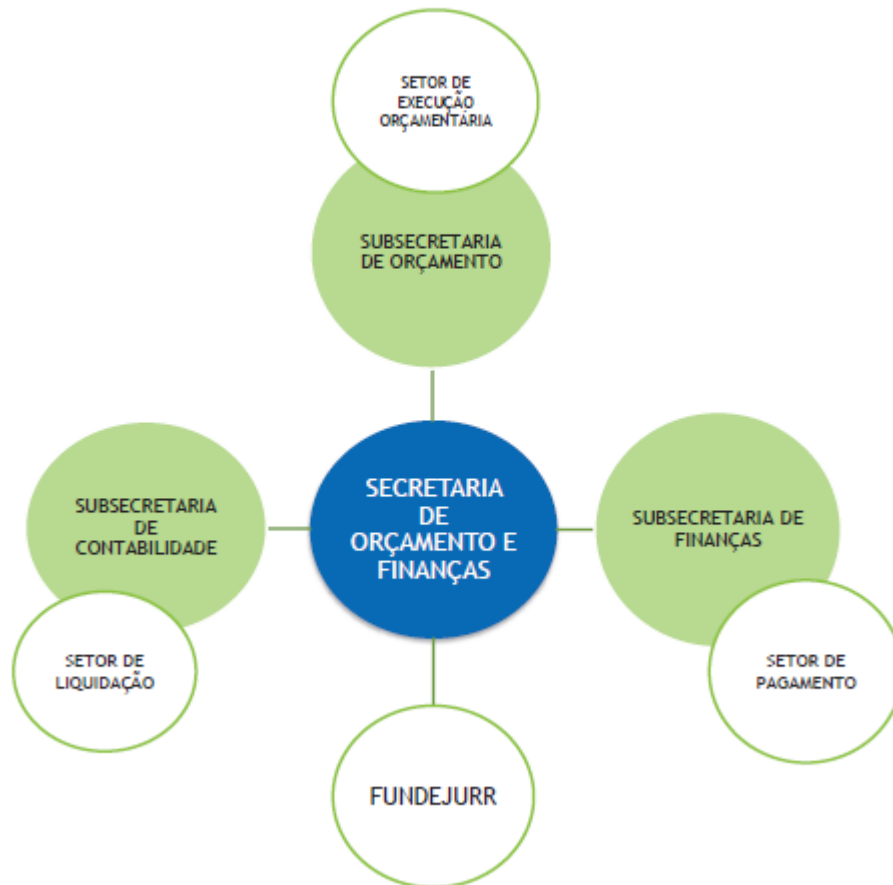 SETOR DE
EXECUÇÃO
ORÇAMENTÁRIA
SUBSECRETARIA
DE ORÇAMENTO
SUBSECRETARIA
DE
CONTABILIDADE
SETOR DE
LIQUIDAÇÃO
SECRETARIA
DE
ORÇAMENTO E
FINANÇAS
SUBSECRETARIA DE
FINANÇAS
SETOR DE
PAGAMENTO
FUNDEJURR